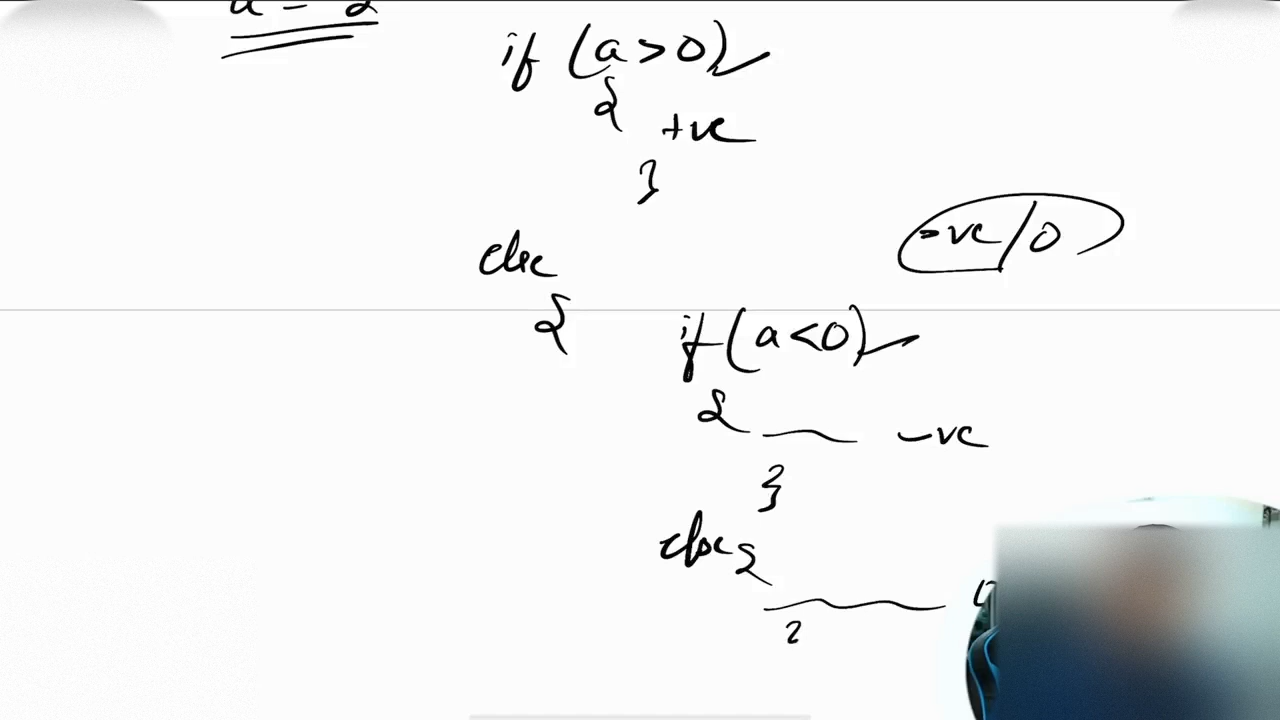 if (a > 0)
{
+ve
}
-ve / 0
else
{
if (a < 0)
{
-ve
}
else {